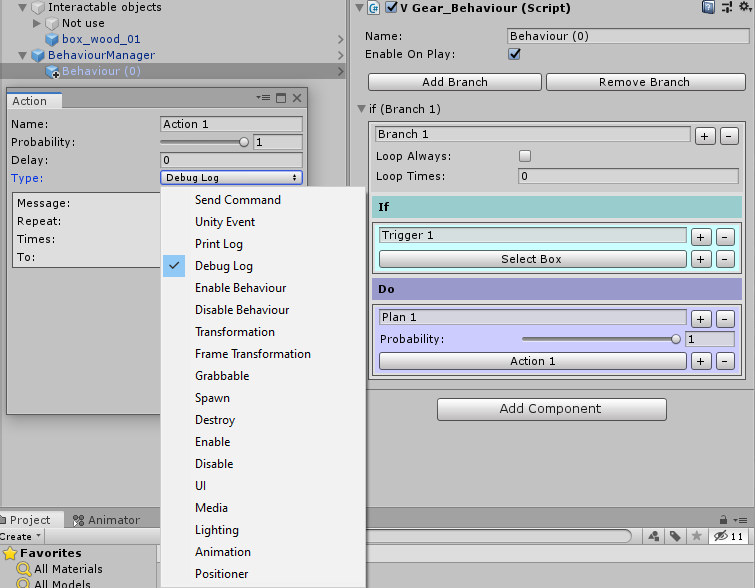 Interactable objects
Not use
box_wood_01
BehaviourManager
Behaviour (0)
Action
Name: Action 1
Probability: 1
Delay: 0
Type: Debug Log
Message:
Repeat:
Times:
To:
Send Command
Unity Event
Print Log
Debug Log
Enable Behaviour
Disable Behaviour
Transformation
Frame Transformation
Grabbable
Spawn
Destroy
Enable
Disable
UI
Media
Lighting
Animation
Positioner
Project
Animator
Create
Favorites
All Materials
All Models
V Gear_Behaviour (Script)
Name: Behaviour (0)
Enable On Play:
Add Branch
Remove Branch
if (Branch 1)
Branch 1 + -
Loop Always:
Loop Times: 0
If
Trigger 1 + -
Select Box + -
Do
Plan 1 + -
Probability: 1
Action 1 + -
Add Component
11